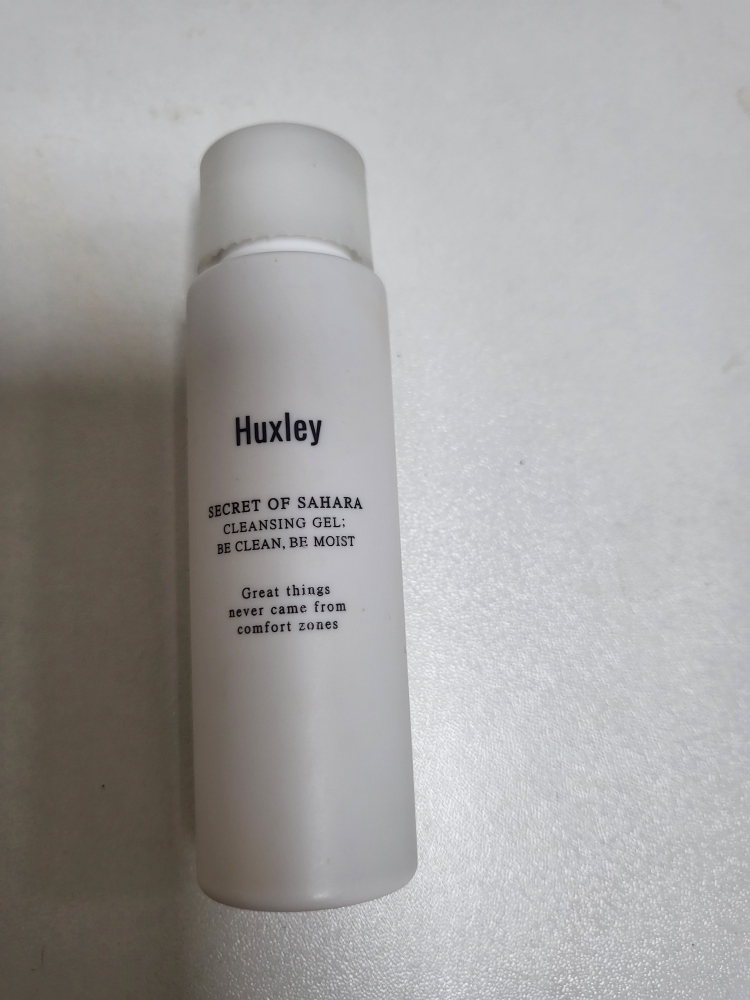 Huxley
SECRET OF SAHARA
CLEANSING GEL;
BE CLEAN, BE MOIST
Great things
never came from
comfort zones